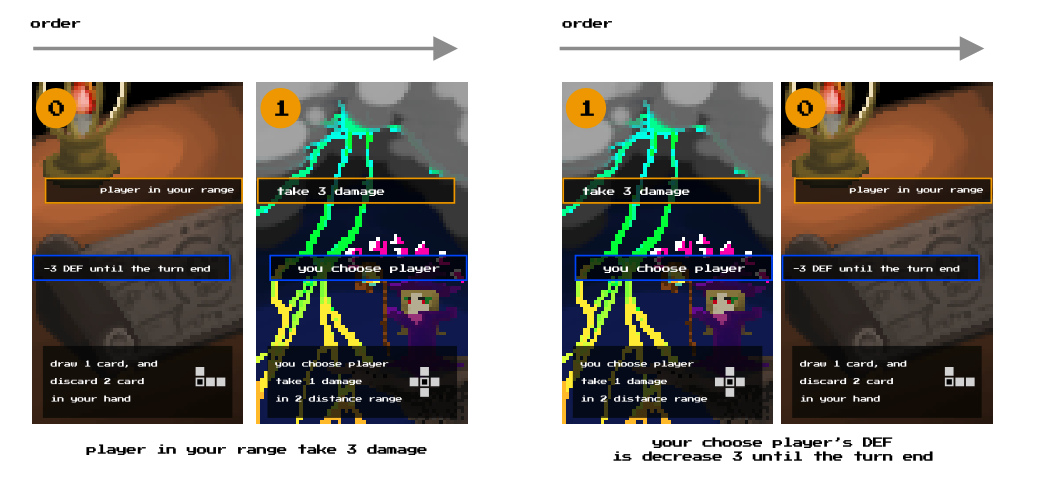 order
0
player in your range
-3 DEF until the turn end
draw 1 card, and
discard 2 card
in your hand
1
take 3 damage
you choose player
you choose player
take 1 damage
in 2 distance range
player in your range take 3 damage
order
1
take 3 damage
you choose player
you choose player
take 1 damage
in 2 distance range
0
player in your range
-3 DEF until the turn end
draw 1 card, and
discard 2 card
in your hand
your choose player's DEF
is decrease 3 until the turn end